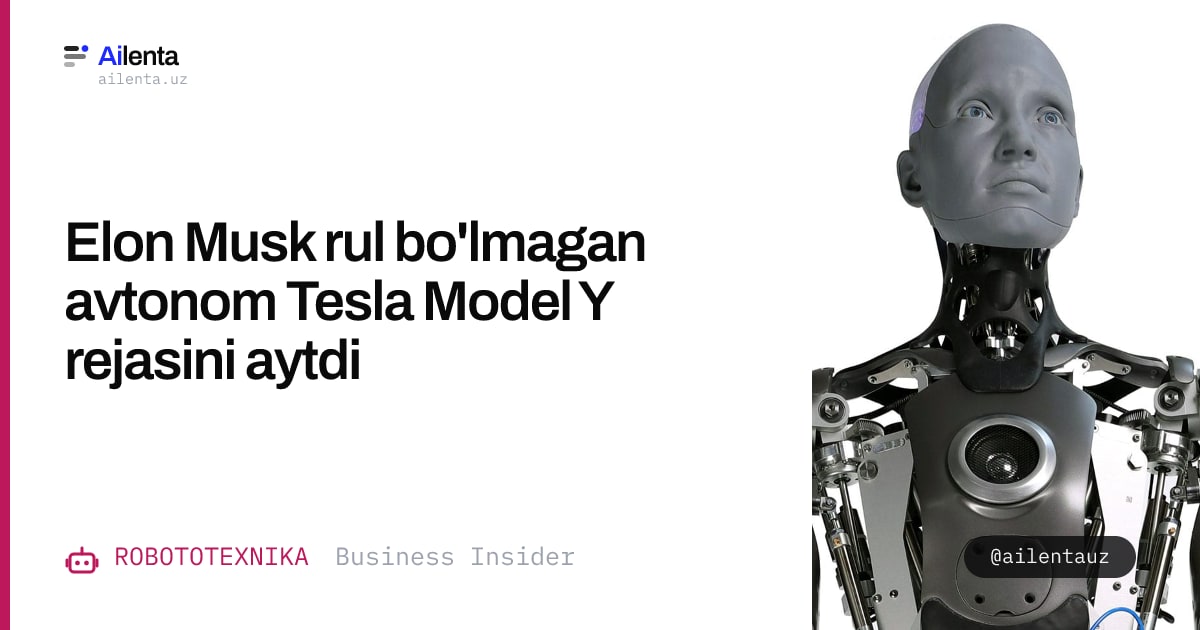 Ailenta
ailenta.uz
Elon Musk rul bo'lmagan
avtonom Tesla Model Y
rejasini aytdi
ROBOTOTEXNIKA Business Insider
@ailentauz